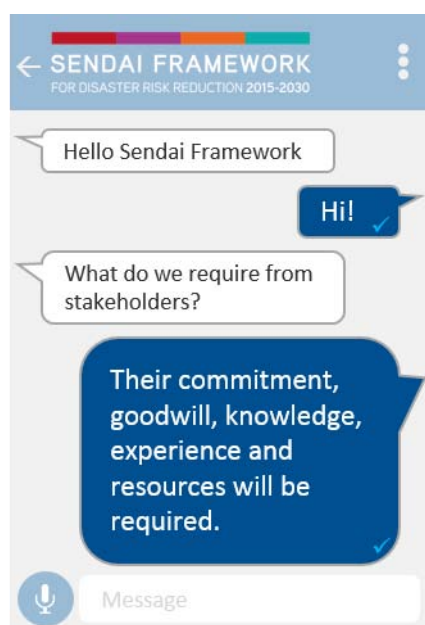 SENDAI FRAMEWORK
FOR DISASTER RISK REDUCTION 2015-2030
Hello Sendai Framework
Hi!
What do we require from
stakeholders?
Their commitment,
goodwill, knowledge,
experience and
resources will be
required.
Message